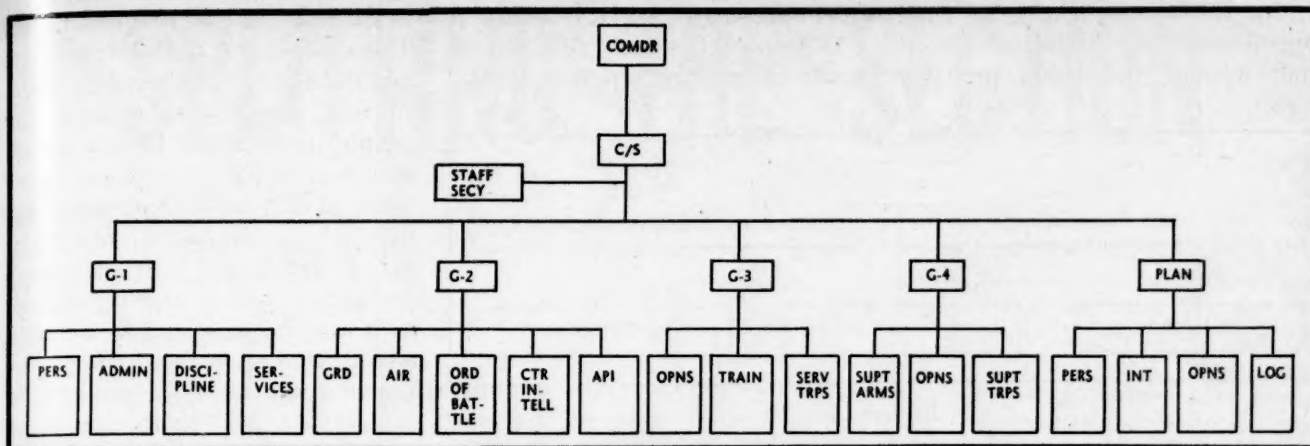 COMDR
C/S
STAFF
SECY
G-1
G-2
G-3
G-4
PLAN
PERS
ADMIN
DISCI-
PLINE
SER-
VICES
GRD
AIR
ORD
OF
BAT-
TLE
CTR
IN-
TELL
API
OPNS
TRAIN
SERV
TRPS
SUPT
ARMS
OPNS
SUPT
TRPS
PERS
INT
OPNS
LOG